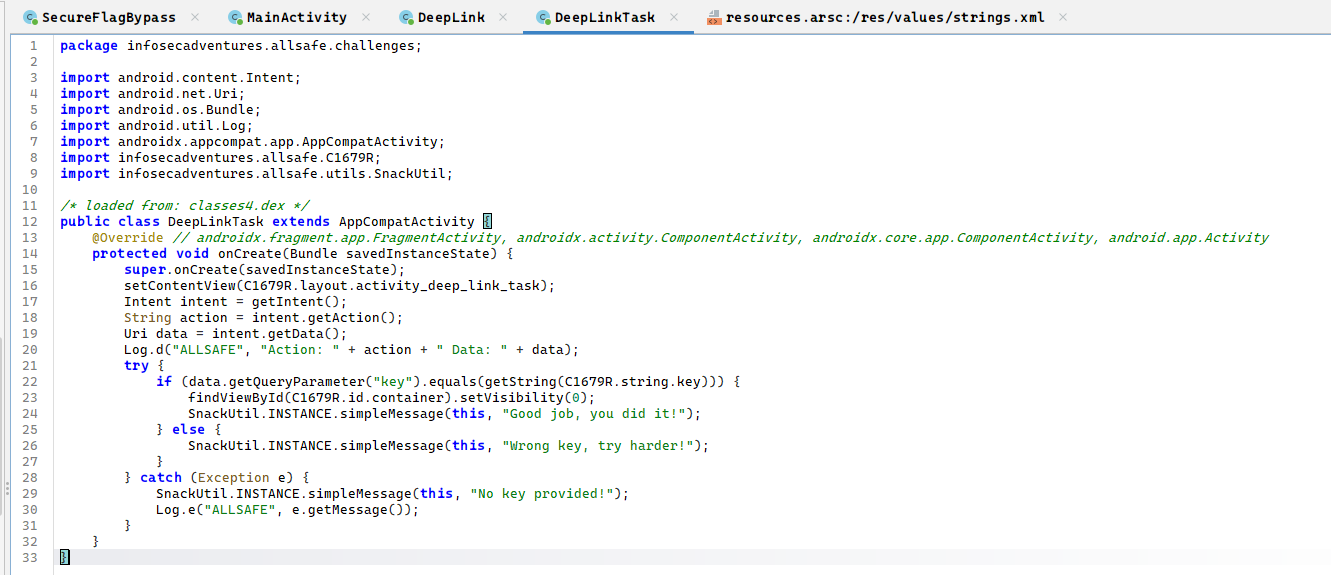 SecureFlagBypass × MainActivity × DeepLink × DeepLinkTask × resources.arsc:/res/values/strings.xml ×
1 package infosecadventures.allsafe.challenges;
2
3 import android.content.Intent;
4 import android.net.Uri;
5 import android.os.Bundle;
6 import android.util.Log;
7 import androidx.appcompat.app.AppCompatActivity;
8 import infosecadventures.allsafe.C1679R;
9 import infosecadventures.allsafe.utils.SnackUtil;
10
11 /* loaded from: classes4.dex */
12 public class DeepLinkTask extends AppCompatActivity {
13     @Override // androidx.fragment.app.FragmentActivity, androidx.activity.ComponentActivity, androidx.core.app.ComponentActivity, android.app.Activity
14     protected void onCreate(Bundle savedInstanceState) {
15         super.onCreate(savedInstanceState);
16         setContentView(C1679R.layout.activity_deep_link_task);
17         Intent intent = getIntent();
18         String action = intent.getAction();
19         Uri data = intent.getData();
20         Log.d("ALLSAFE", "Action: " + action + " Data: " + data);
21         try {
22             if (data.getQueryParameter("key").equals(getString(C1679R.string.key))) {
23                 findViewById(C1679R.id.container).setVisibility(0);
24                 SnackUtil.INSTANCE.simpleMessage(this, "Good job, you did it!");
25             } else {
26                 SnackUtil.INSTANCE.simpleMessage(this, "Wrong key, try harder!");
27             }
28         } catch (Exception e) {
29             SnackUtil.INSTANCE.simpleMessage(this, "No key provided!");
30             Log.e("ALLSAFE", e.getMessage());
31         }
32     }
33 }